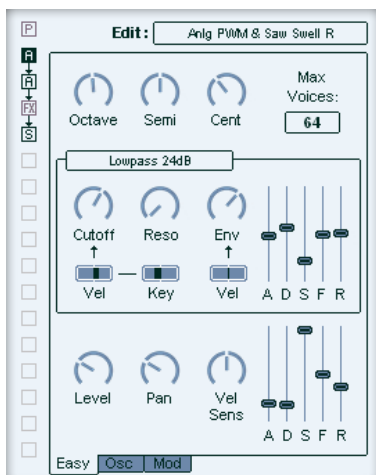 P
Edit: Anlg PWM & Saw Swell R
A
A
FX
S
Octave Semi Cent
Max
Voices:
64
Lowpass 24dB
Cutoff Reso Env
Vel Key Vel
A D S F R
Level Pan Vel
Sens
A D S F R
Easy Osc Mod